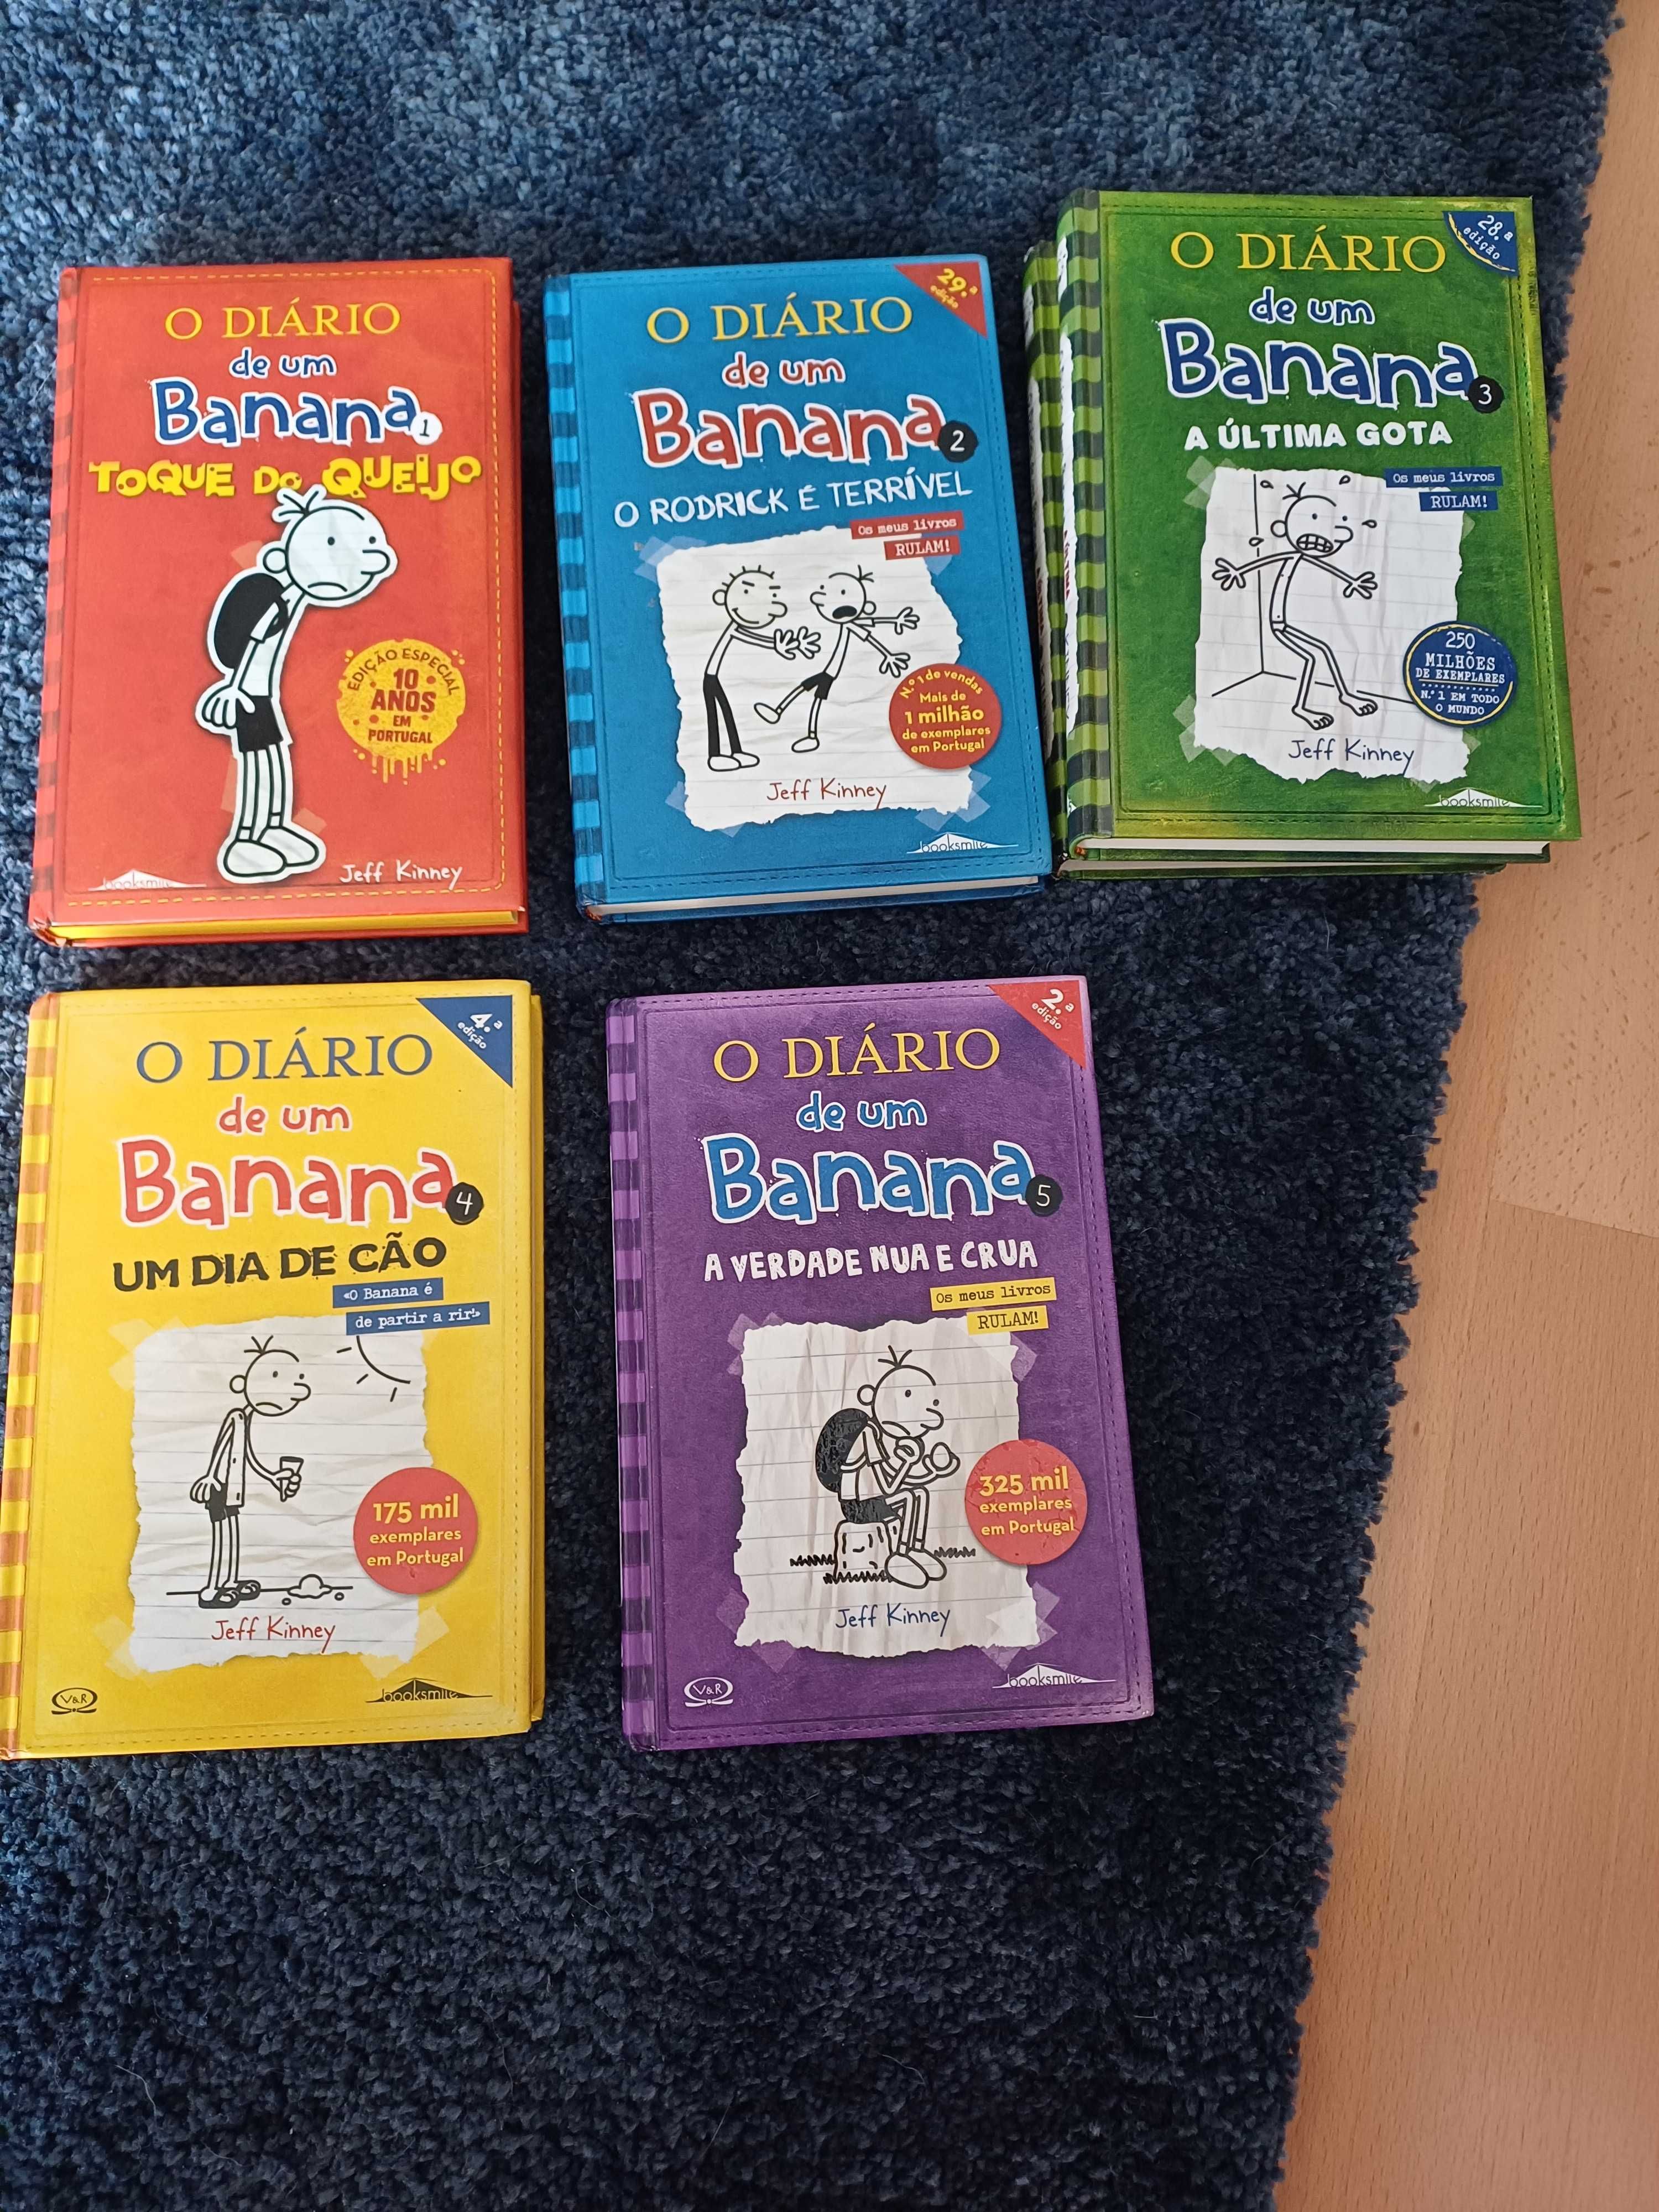 O DIÁRIO
de um
Banana 1
TOQUE DO QUEIJO
EDIÇÃO ESPECIAL
10
ANOS
EM
PORTUGAL
booksmile
Jeff Kinney
29.ª
edição
O DIÁRIO
de um
Banana 2
O RODRICK É TERRÍVEL
Os meus livros
RULAM!
N.º 1 de vendas
Mais de
1 milhão
de exemplares
em Portugal
Jeff Kinney
booksmile
28.ª
edição
O DIÁRIO
de um
Banana 3
A ÚLTIMA GOTA
Os meus livros
RULAM!
250
MILHÕES
DE EXEMPLARES
N.º 1 EM TODO
O MUNDO
Jeff Kinney
booksmile
4.ª
edição
O DIÁRIO
de um
Banana 4
UM DIA DE CÃO
«O Banana é
de partir a rir!»
175 mil
exemplares
em Portugal
Jeff Kinney
V&R
booksmile
2.ª
edição
O DIÁRIO
de um
Banana 5
A VERDADE NUA E CRUA
Os meus livros
RULAM!
325 mil
exemplares
em Portugal
Jeff Kinney
V&R
booksmile